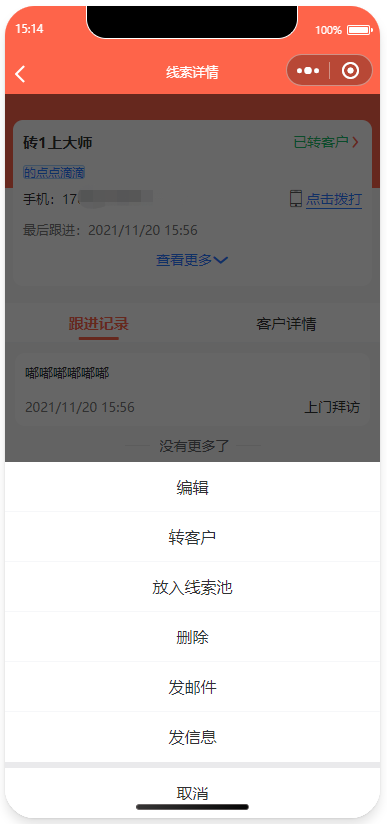 15:14
100%
线索详情
砖1上大师
已转客户
的点点滴滴
手机：17
点击拨打
最后跟进：2021/11/20 15:56
查看更多
跟进记录
客户详情
嘟嘟嘟嘟嘟嘟
2021/11/20 15:56
上门拜访
没有更多了
编辑
转客户
放入线索池
删除
发邮件
发信息
取消